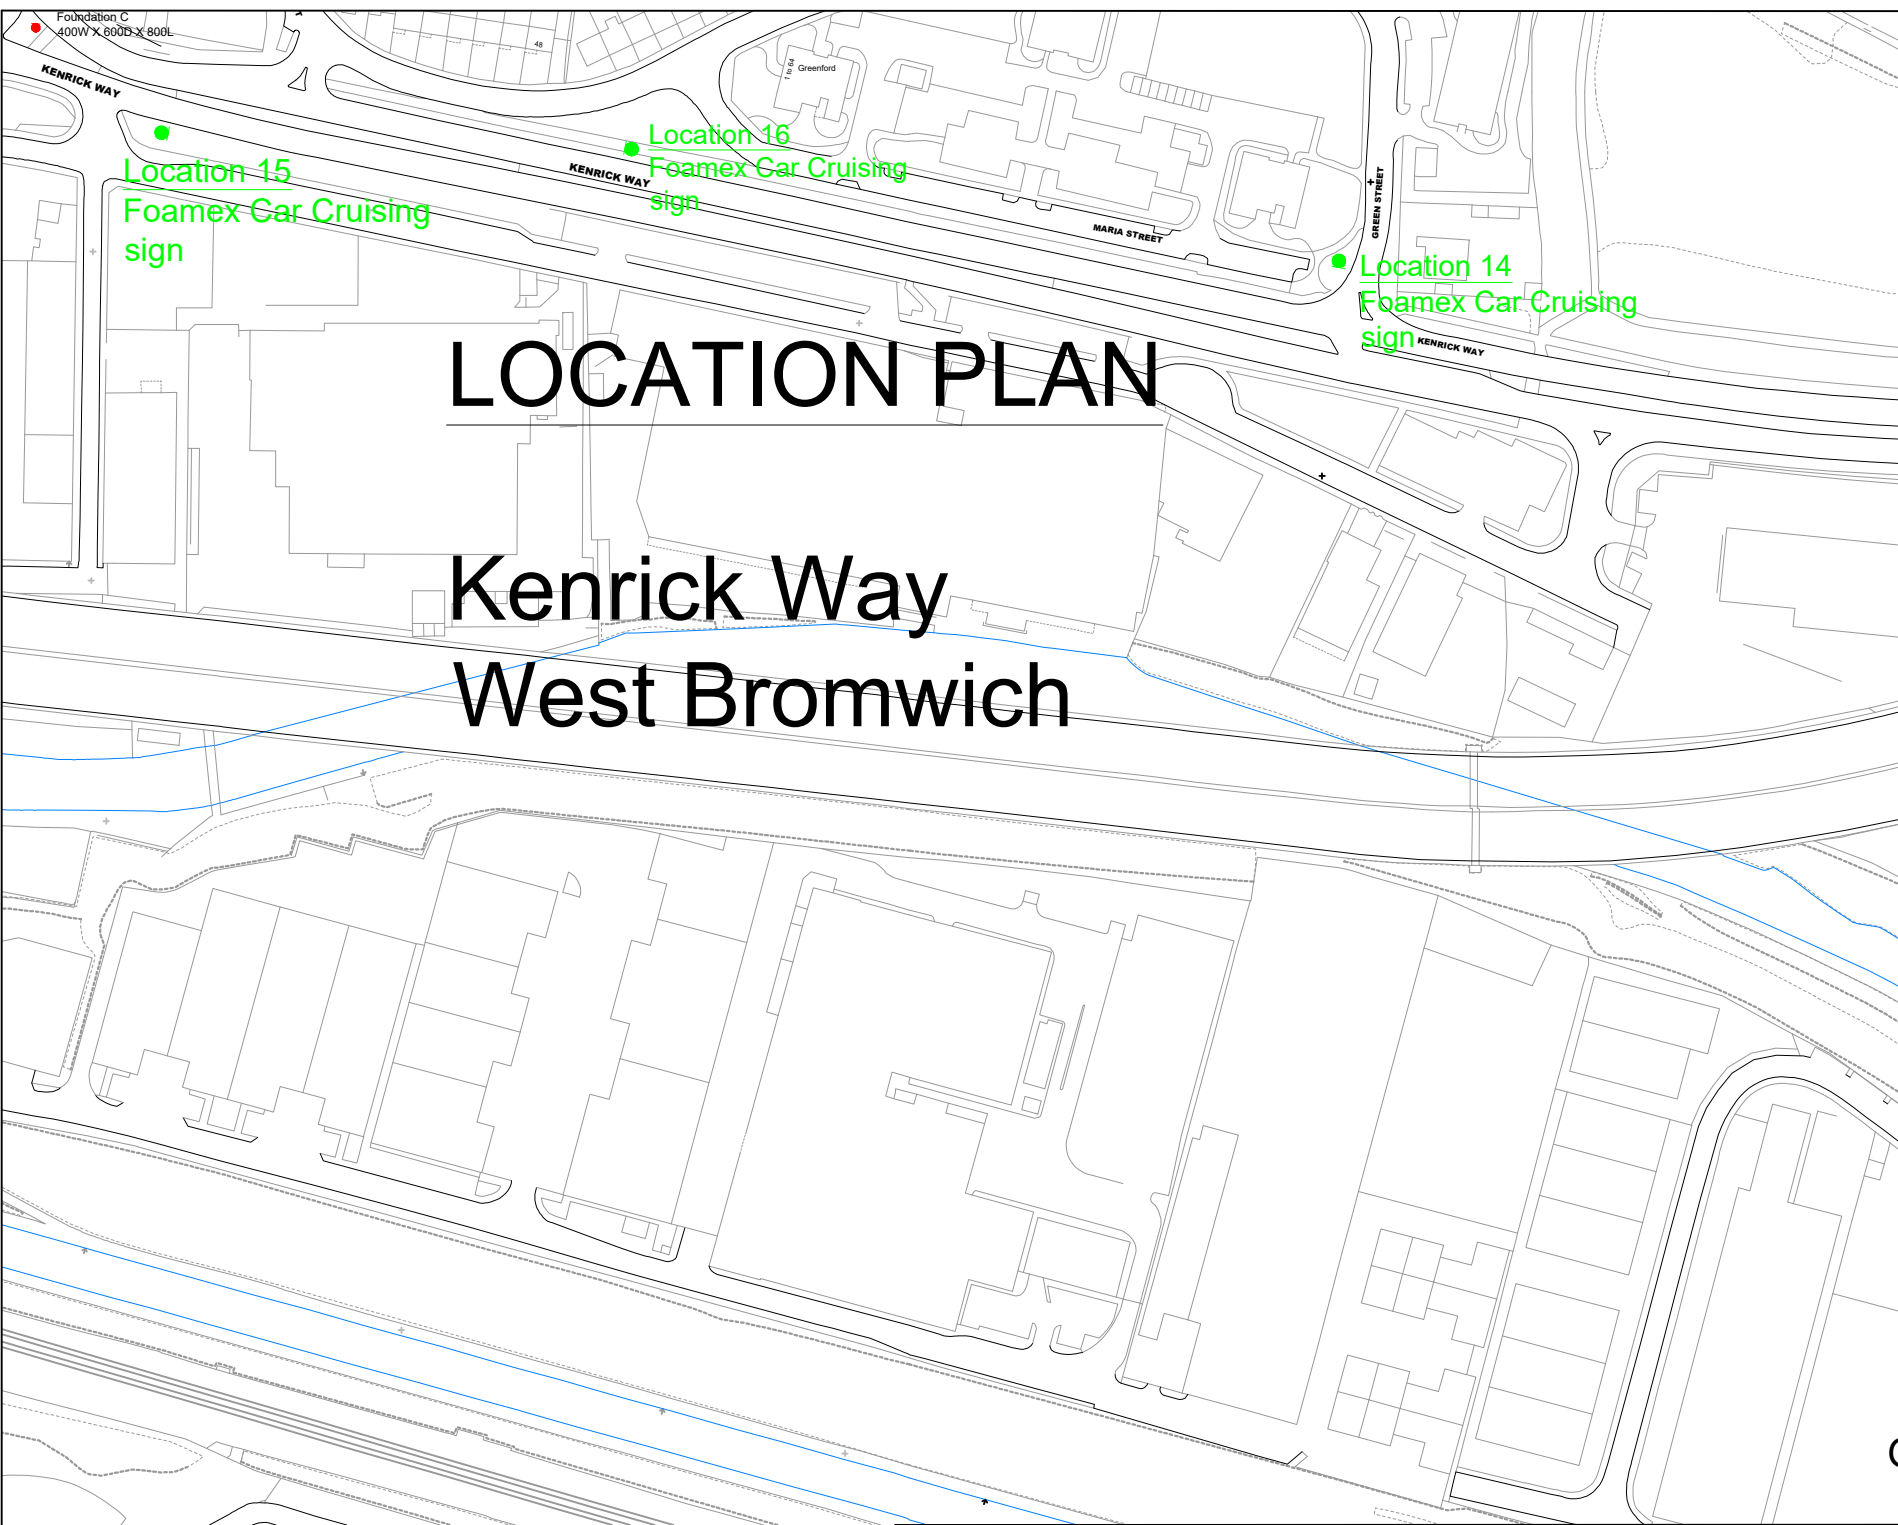 Foundation C
400W X 600D X 800L
KENRICK WAY
48
1 to 64
Greenford
Location 15
Foamex Car Cruising
sign
KENRICK WAY
Location 16
Foamex Car Cruising
sign
MARIA STREET
GREEN STREET
Location 14
Foamex Car Cruising
sign
KENRICK WAY
LOCATION PLAN
Kenrick Way
West Bromwich